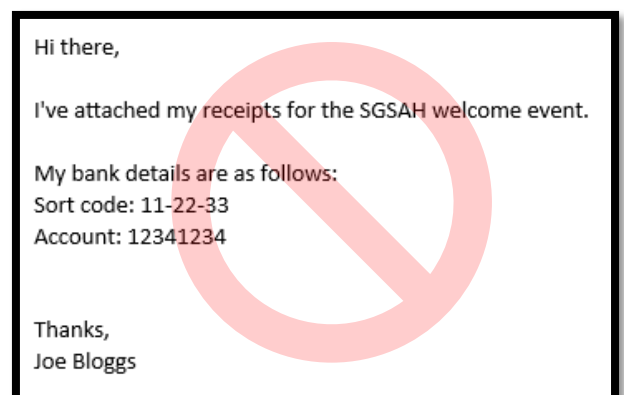 Hi there,
I've attached my receipts for the SGSAH welcome event.
My bank details are as follows:
Sort code: 11-22-33
Account: 12341234
Thanks,
Joe Bloggs